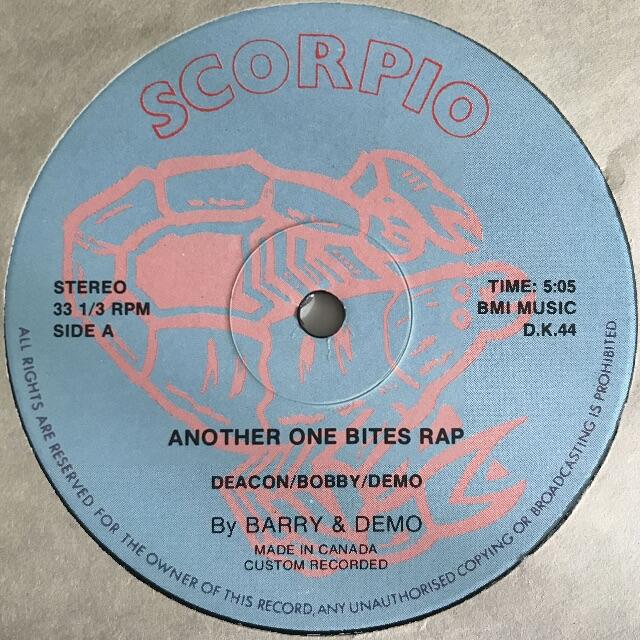 SCORPIO
STEREO
33 1/3 RPM
SIDE A
TIME: 5:05
BMI MUSIC
D.K.44
ANOTHER ONE BITES RAP
DEACON/BOBBY/DEMO
By BARRY & DEMO
MADE IN CANADA
CUSTOM RECORDED
ALL RIGHTS ARE RESERVED FOR THE OWNER OF THIS RECORD, ANY UNAUTHORISED COPYING OR BROADCASTING IS PROHIBITED